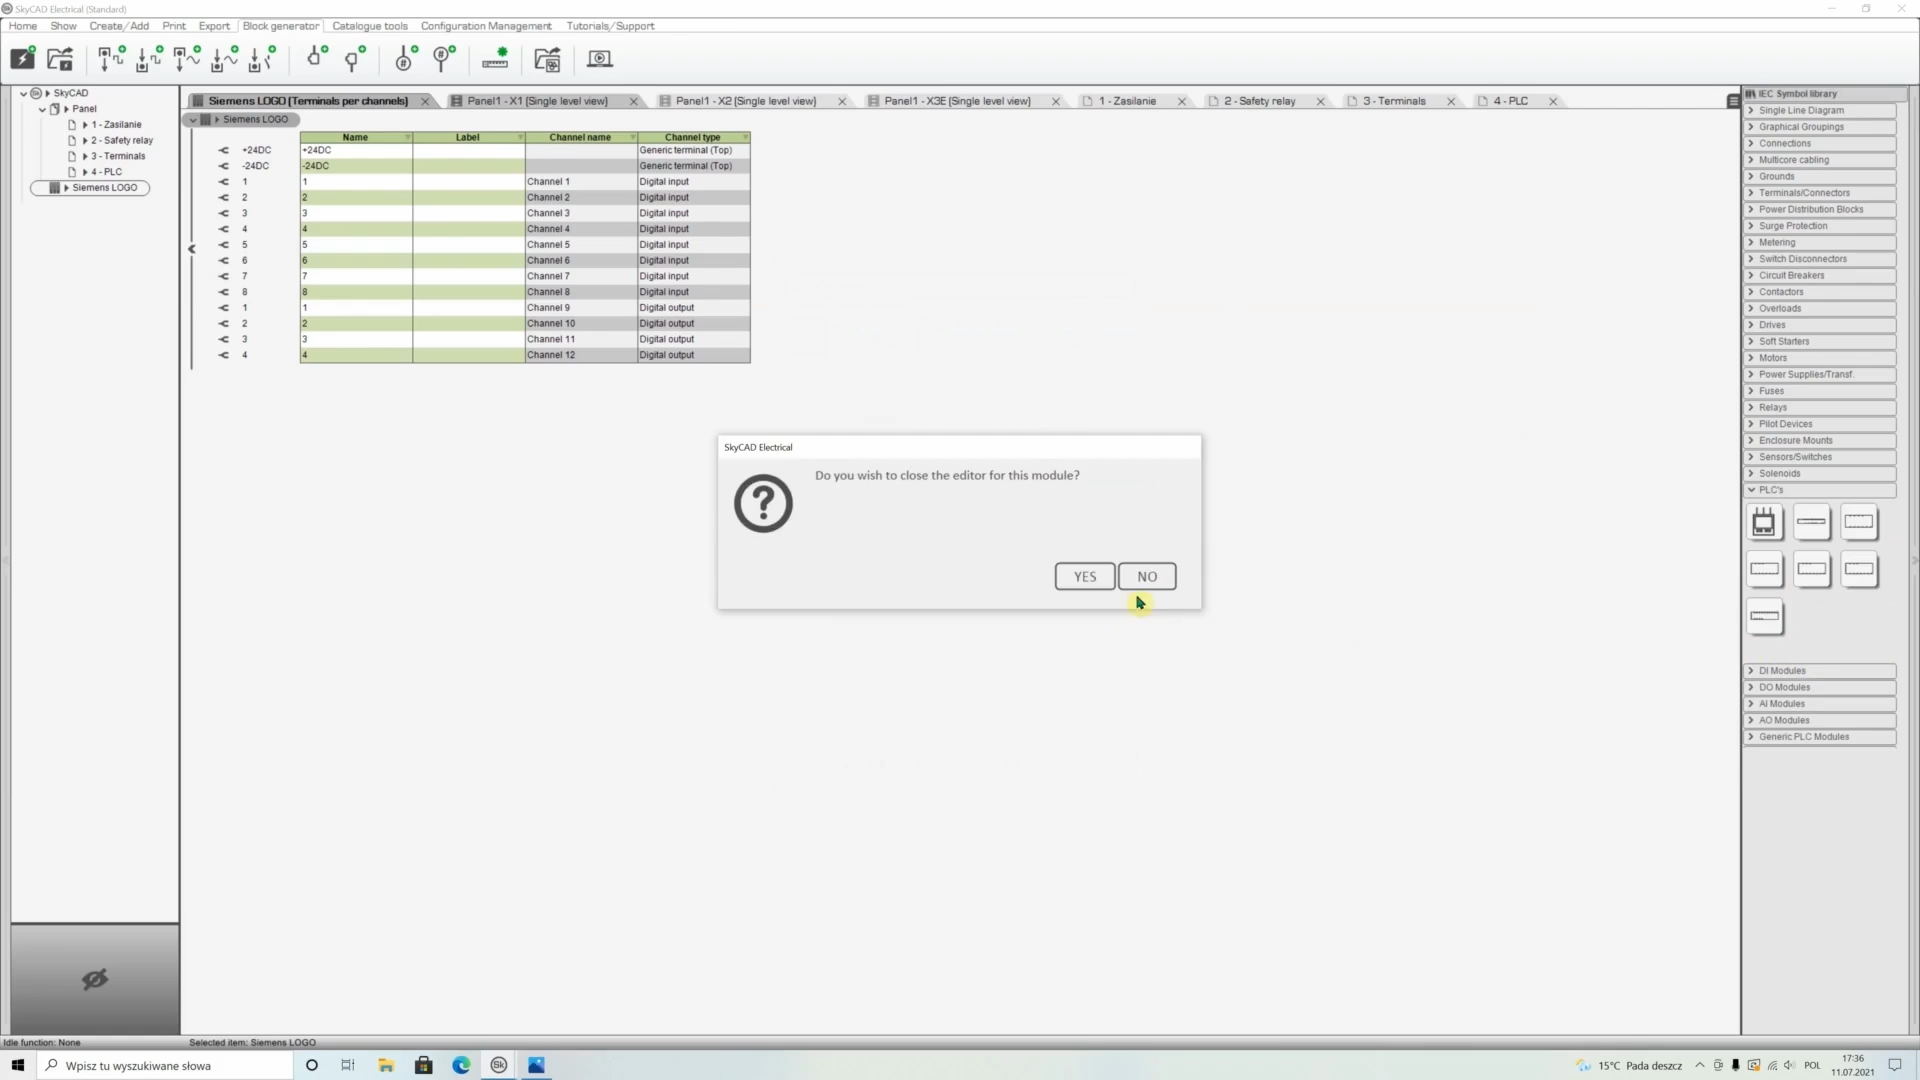 SkyCAD Electrical (Standard)
Home Show Create/Add Print Export Block generator Catalogue tools Configuration Management Tutorials/Support
SkyCAD
Panel
1 - Zasilanie
2 - Safety relay
3 - Terminals
4 - PLC
Siemens LOGO
Siemens LOGO (Terminals per channels) Panel1 - X1 (Single level view) Panel1 - X2 (Single level view) Panel1 - X3E (Single level view) 1 - Zasilanie 2 - Safety relay 3 - Terminals 4 - PLC
Siemens LOGO
Name Label Channel name Channel type
+24DC +24DC Generic terminal (Top)
-24DC -24DC Generic terminal (Top)
1 1 Channel 1 Digital input
2 2 Channel 2 Digital input
3 3 Channel 3 Digital input
4 4 Channel 4 Digital input
5 5 Channel 5 Digital input
6 6 Channel 6 Digital input
7 7 Channel 7 Digital input
8 8 Channel 8 Digital input
1 1 Channel 9 Digital output
2 2 Channel 10 Digital output
3 3 Channel 11 Digital output
4 4 Channel 12 Digital output
SkyCAD Electrical
Do you wish to close the editor for this module?
YES NO
IEC Symbol library
Single Line Diagram
Graphical Groupings
Connections
Multicore cabling
Grounds
Terminals/Connectors
Power Distribution Blocks
Surge Protection
Metering
Switch Disconnectors
Circuit Breakers
Contactors
Overloads
Drives
Soft Starters
Motors
Power Supplies/Transf.
Fuses
Relays
Pilot Devices
Enclosure Mounts
Sensors/Switches
Solenoids
PLC's
DI Modules
DO Modules
AI Modules
AO Modules
Generic PLC Modules
Idle function: None Selected item: Siemens LOGO
Wpisz tu wyszukiwane słowa
Sk
15°C Pada deszcz
POL
17:36
11.07.2021